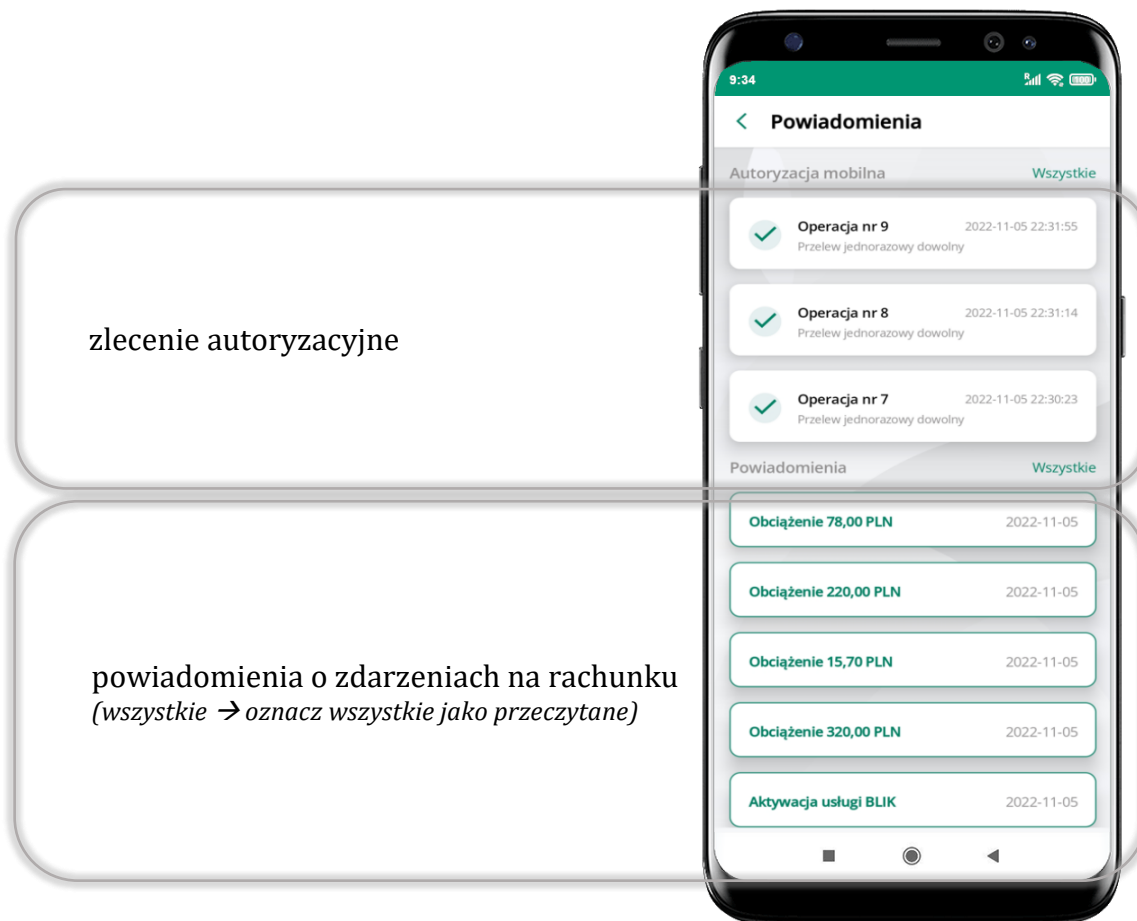 9:34
R
100
Powiadomienia
Autoryzacja mobilna Wszystkie
Operacja nr 9 2022-11-05 22:31:55
Przelew jednorazowy dowolny
zlecenie autoryzacyjne
Operacja nr 8 2022-11-05 22:31:14
Przelew jednorazowy dowolny
Operacja nr 7 2022-11-05 22:30:23
Przelew jednorazowy dowolny
Powiadomienia Wszystkie
Obciążenie 78,00 PLN 2022-11-05
Obciążenie 220,00 PLN 2022-11-05
powiadomienia o zdarzeniach na rachunku
(wszystkie → oznacz wszystkie jako przeczytane)
Obciążenie 15,70 PLN 2022-11-05
Obciążenie 320,00 PLN 2022-11-05
Aktywacja usługi BLIK 2022-11-05